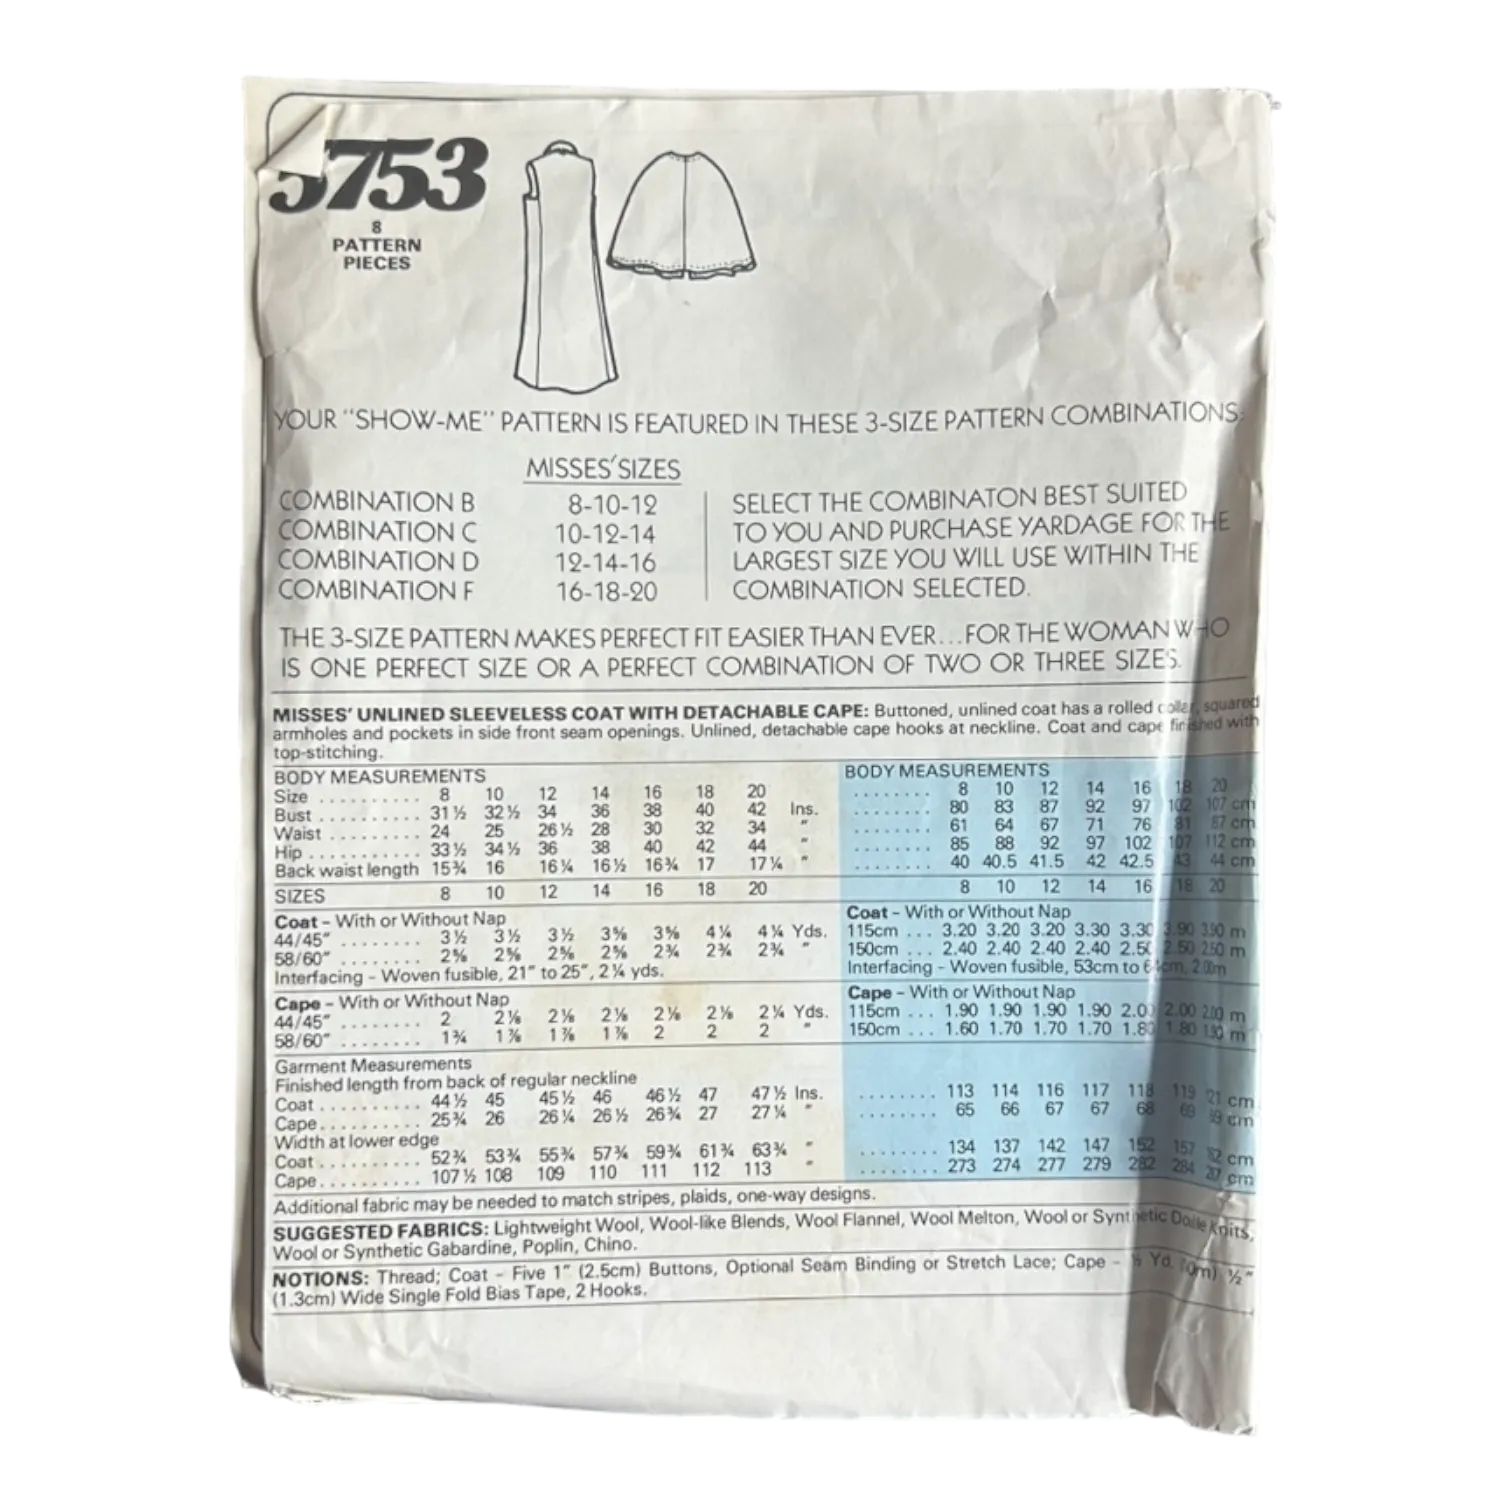 5753
8
PATTERN
PIECES
YOUR "SHOW-ME" PATTERN IS FEATURED IN THESE 3-SIZE PATTERN COMBINATIONS:
MISSES' SIZES
COMBINATION B 8-10-12
COMBINATION C 10-12-14
COMBINATION D 12-14-16
COMBINATION F 16-18-20
SELECT THE COMBINATON BEST SUITED
TO YOU AND PURCHASE YARDAGE FOR THE
LARGEST SIZE YOU WILL USE WITHIN THE
COMBINATION SELECTED.
THE 3-SIZE PATTERN MAKES PERFECT FIT EASIER THAN EVER...FOR THE WOMAN WHO
IS ONE PERFECT SIZE OR A PERFECT COMBINATION OF TWO OR THREE SIZES.
MISSES' UNLINED SLEEVELESS COAT WITH DETACHABLE CAPE: Buttoned, unlined coat has a rolled collar, squared
armholes and pockets in side front seam openings. Unlined, detachable cape hooks at neckline. Coat and cape finished with
top-stitching.
BODY MEASUREMENTS
Size .......... 8 10 12 14 16 18 20
Bust .......... 31½ 32½ 34 36 38 40 42 Ins.
Waist ......... 24 25 26½ 28 30 32 34 "
Hip ........... 33½ 34½ 36 38 40 42 44 "
Back waist length 15¾ 16 16¼ 16½ 16¾ 17 17¼ "
SIZES 8 10 12 14 16 18 20
Coat - With or Without Nap
44/45" ........ 3½ 3½ 3½ 3⅝ 3⅝ 4¼ 4¼ Yds.
58/60" ........ 2⅝ 2⅝ 2⅝ 2⅝ 2¾ 2¾ 2¾ "
Interfacing - Woven fusible, 21" to 25", 2¼ yds.
Cape - With or Without Nap
44/45" ........ 2 2⅛ 2⅛ 2⅛ 2⅛ 2⅛ 2¼ Yds.
58/60" ........ 1¾ 1⅞ 1⅞ 1⅞ 2 2 2 "
Garment Measurements
Finished length from back of regular neckline
Coat .......... 44½ 45 45½ 46 46½ 47 47½ Ins.
Cape .......... 25¾ 26 26¼ 26½ 26¾ 27 27¼ "
Width at lower edge
Coat .......... 52¾ 53¾ 55¾ 57¾ 59¾ 61¾ 63¾ "
Cape .......... 107½ 108 109 110 111 112 113 "
BODY MEASUREMENTS
........ 8 10 12 14 16 18 20
........ 80 83 87 92 97 102 107 cm
........ 61 64 67 71 76 81 87 cm
........ 85 88 92 97 102 107 112 cm
........ 40 40.5 41.5 42 42.5 43 44 cm
8 10 12 14 16 18 20
Coat - With or Without Nap
115cm ... 3.20 3.20 3.20 3.30 3.30 3.90 3.90 m
150cm ... 2.40 2.40 2.40 2.40 2.50 2.50 2.50 m
Interfacing - Woven fusible, 53cm to 64cm, 2.00m
Cape - With or Without Nap
115cm ... 1.90 1.90 1.90 1.90 2.00 2.00 2.00 m
150cm ... 1.60 1.70 1.70 1.70 1.80 1.80 m
........ 113 114 116 117 118 119 121 cm
........ 65 66 67 67 68 69 69 cm
........ 134 137 142 147 152 157 162 cm
........ 273 274 277 279 282 284 287 cm
Additional fabric may be needed to match stripes, plaids, one-way designs.
SUGGESTED FABRICS: Lightweight Wool, Wool-like Blends, Wool Flannel, Wool Melton, Wool or Synthetic Double Knits,
Wool or Synthetic Gabardine, Poplin, Chino.
NOTIONS: Thread; Coat - Five 1" (2.5cm) Buttons, Optional Seam Binding or Stretch Lace; Cape - Yd. ½"
(1.3cm) Wide Single Fold Bias Tape, 2 Hooks.